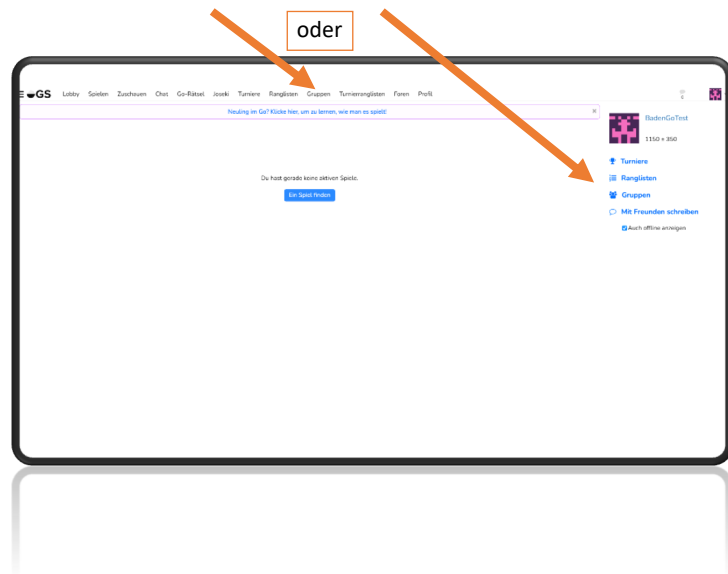 oder
GS Lobby Spielen Zuschauen Chat Go-Rätsel Joseki Turniere Ranglisten Gruppen Turnierranglisten Foren Profil
Neuling im Go? Klicke hier, um zu lernen, wie man es spielt!
BadenGoTest
1150 ± 350
Du hast gerade keine aktiven Spiele.
Ein Spiel finden
Turniere
Ranglisten
Gruppen
Mit Freunden schreiben
Auch offline anzeigen